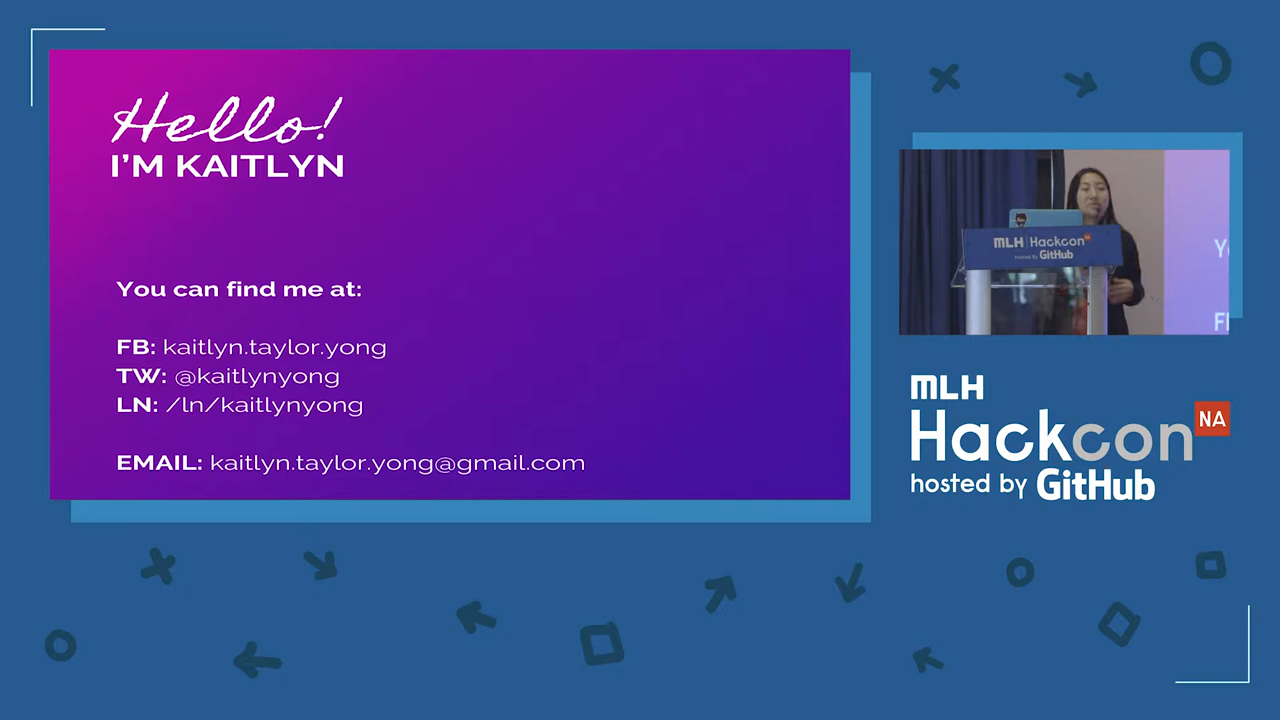 Hello!
I'M KAITLYN
You can find me at:
FB: kaitlyn.taylor.yong
TW: @kaitlynyong
LN: /ln/kaitlynyong
EMAIL: kaitlyn.taylor.yong@gmail.com
MLH Hackcon NA
Hosted By GitHub
MLH
Hackcon NA
hosted by GitHub